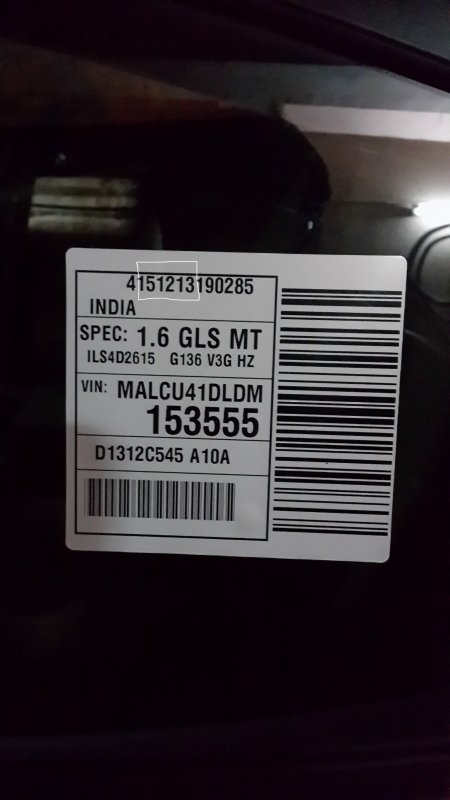 4151213190285
INDIA
SPEC: 1.6 GLS MT
ILS4D2615 G136 V3G HZ
VIN: MALCU41DLDM
153555
D1312C545 A10A